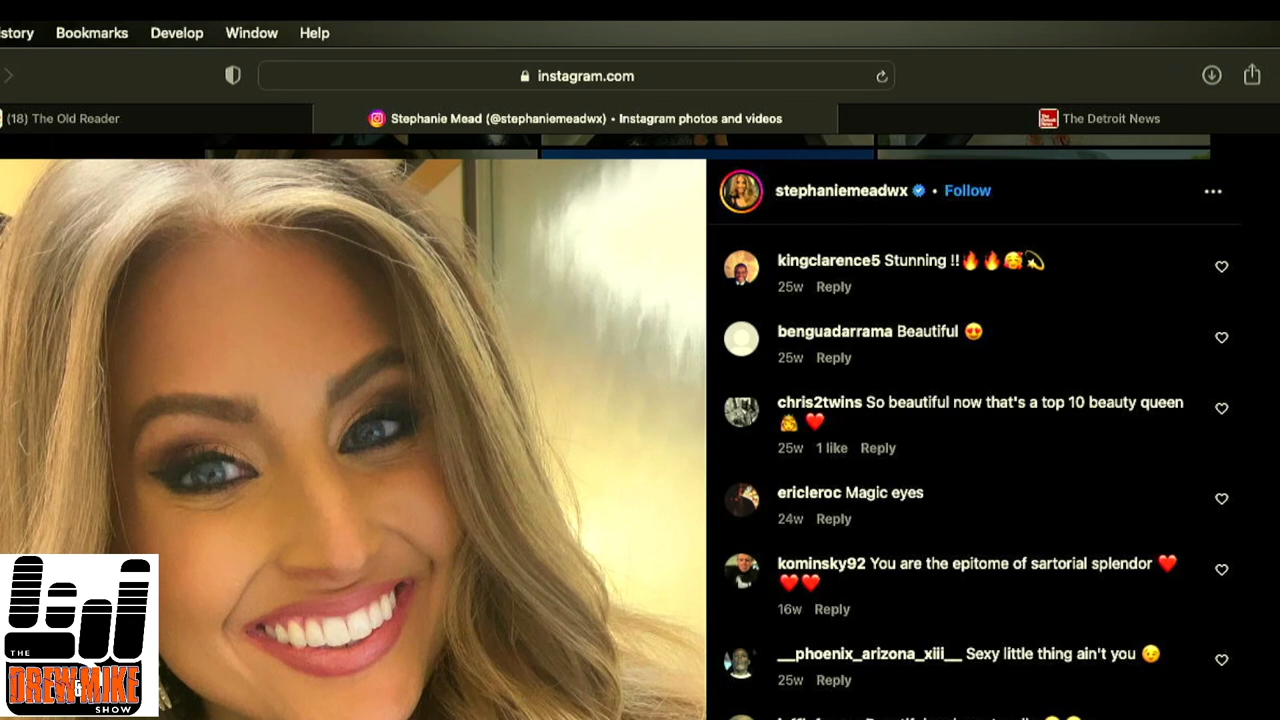 story Bookmarks Develop Window Help
instagram.com
(18) The Old Reader
Stephanie Mead (@stephaniemeadwx) • Instagram photos and videos
The Detroit News
stephaniemeadwx • Follow
kingclarence5 Stunning !!🔥🔥🥰💫
25w Reply
benguadarrama Beautiful 😍
25w Reply
chris2twins So beautiful now that's a top 10 beauty queen
👸❤️
25w 1 like Reply
ericleroc Magic eyes
24w Reply
kominsky92 You are the epitome of sartorial splendor ❤️
❤️❤️
16w Reply
__phoenix_arizona_xiii__ Sexy little thing ain't you 😉
25w Reply
THE
DREW & MIKE
SHOW